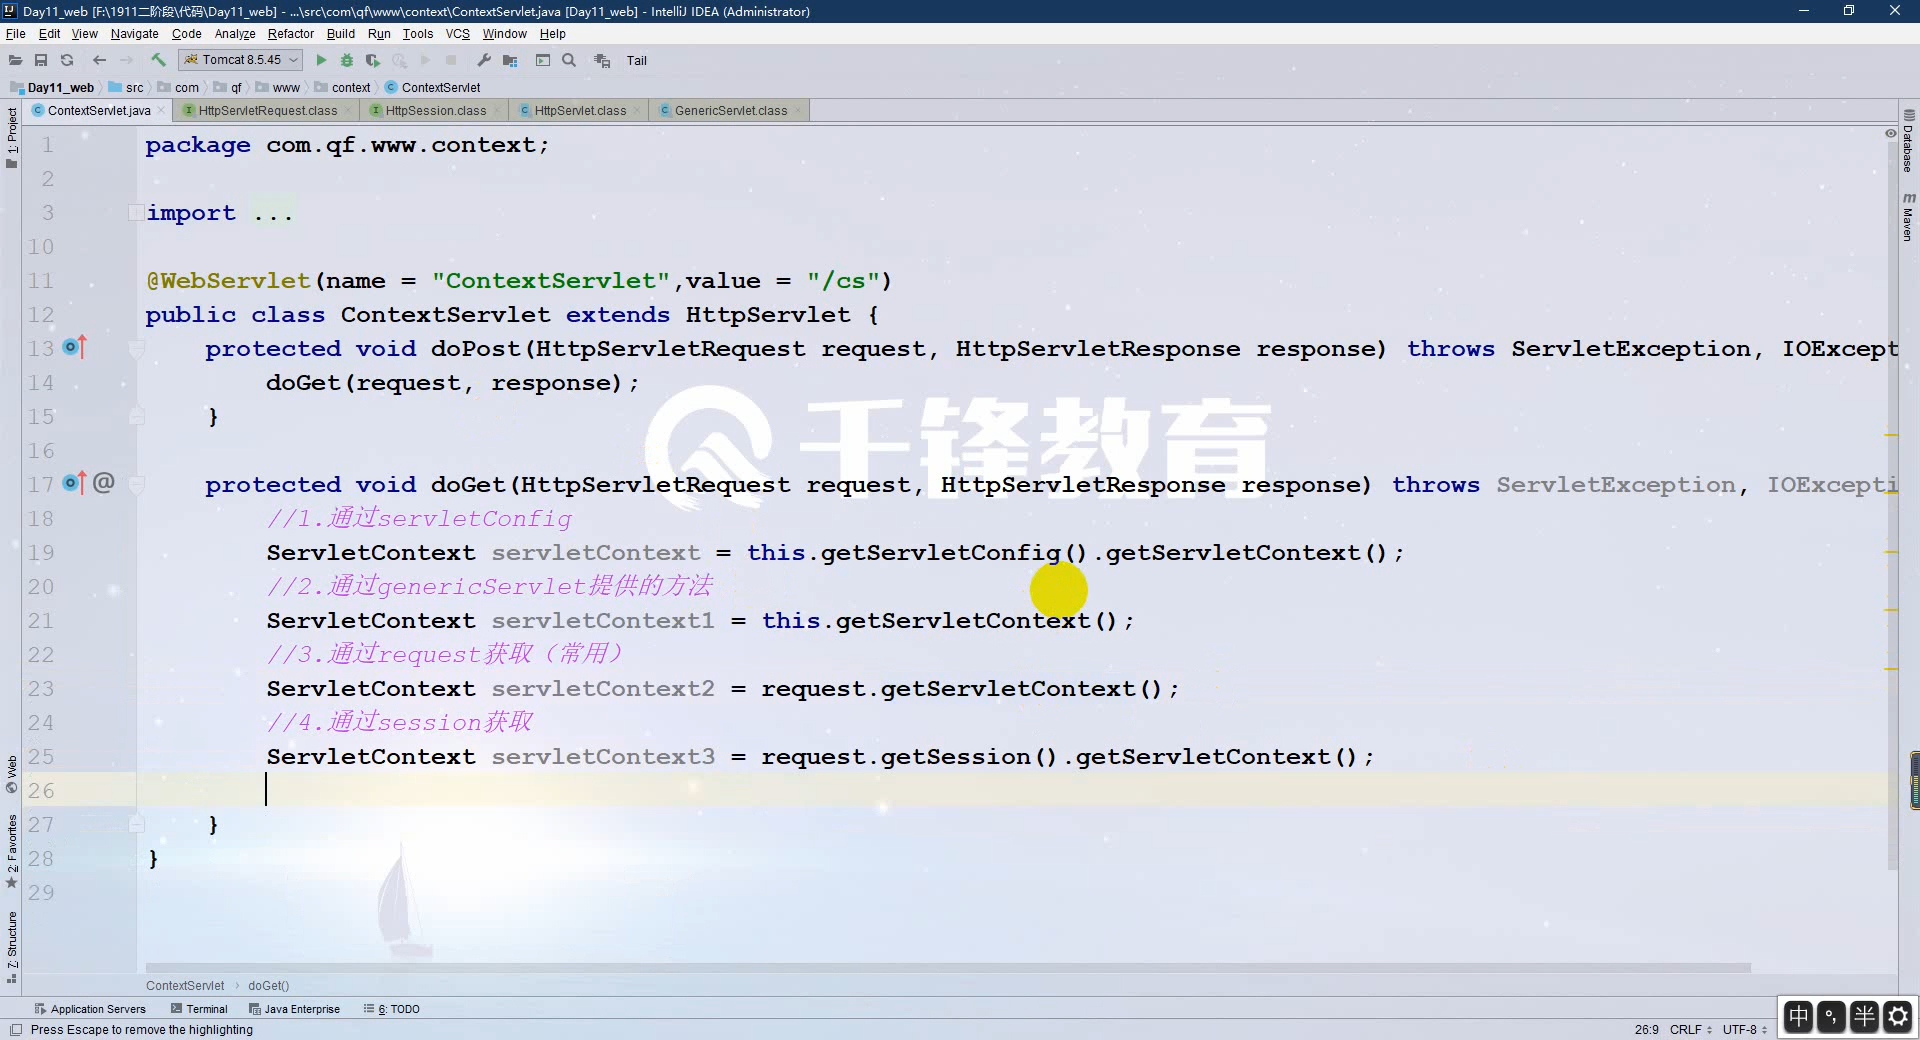 Day11_web [F:\1911二阶段\代码\Day11_web] - ...\src\com\qf\www\context\ContextServlet.java [Day11_web] - IntelliJ IDEA (Administrator)
File Edit View Navigate Code Analyze Refactor Build Run Tools VCS Window Help
Tomcat 8.5.45 Tail
Day11_web src com qf www context ContextServlet
ContextServlet.java HttpServletRequest.class HttpSession.class HttpServlet.class GenericServlet.class
1: Project
Database
Maven
1 package com.qf.www.context;
2
3 import ...
10
11 @WebServlet(name = "ContextServlet",value = "/cs")
12 public class ContextServlet extends HttpServlet {
13 protected void doPost(HttpServletRequest request, HttpServletResponse response) throws ServletException, IOExcept
14 doGet(request, response);
15 }
16
千锋教育
17 @ protected void doGet(HttpServletRequest request, HttpServletResponse response) throws ServletException, IOExcepti
18 //1.通过servletConfig
19 ServletContext servletContext = this.getServletConfig().getServletContext();
20 //2.通过genericServlet提供的方法
21 ServletContext servletContext1 = this.getServletContext();
22 //3.通过request获取（常用）
23 ServletContext servletContext2 = request.getServletContext();
24 //4.通过session获取
25 ServletContext servletContext3 = request.getSession().getServletContext();
26
27 }
28 }
29
Web
2: Favorites
7: Structure
ContextServlet › doGet()
Application Servers Terminal Java Enterprise 6: TODO
Press Escape to remove the highlighting 26:9 CRLF UTF-8
中 °, 半